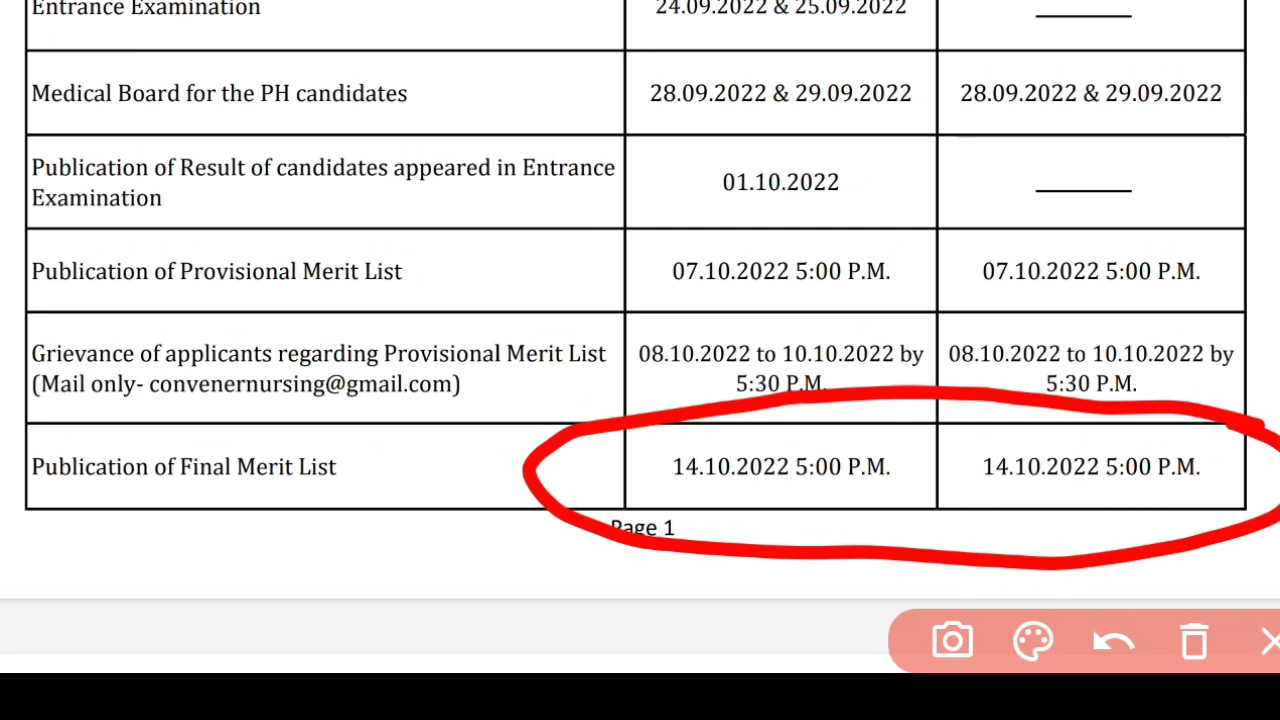 Entrance Examination 24.09.2022 & 25.09.2022
Medical Board for the PH candidates 28.09.2022 & 29.09.2022 28.09.2022 & 29.09.2022
Publication of Result of candidates appeared in Entrance
Examination 01.10.2022
Publication of Provisional Merit List 07.10.2022 5:00 P.M. 07.10.2022 5:00 P.M.
Grievance of applicants regarding Provisional Merit List 08.10.2022 to 10.10.2022 by 08.10.2022 to 10.10.2022 by
(Mail only- convenernursing@gmail.com) 5:30 P.M. 5:30 P.M.
Publication of Final Merit List 14.10.2022 5:00 P.M. 14.10.2022 5:00 P.M.
Page 1